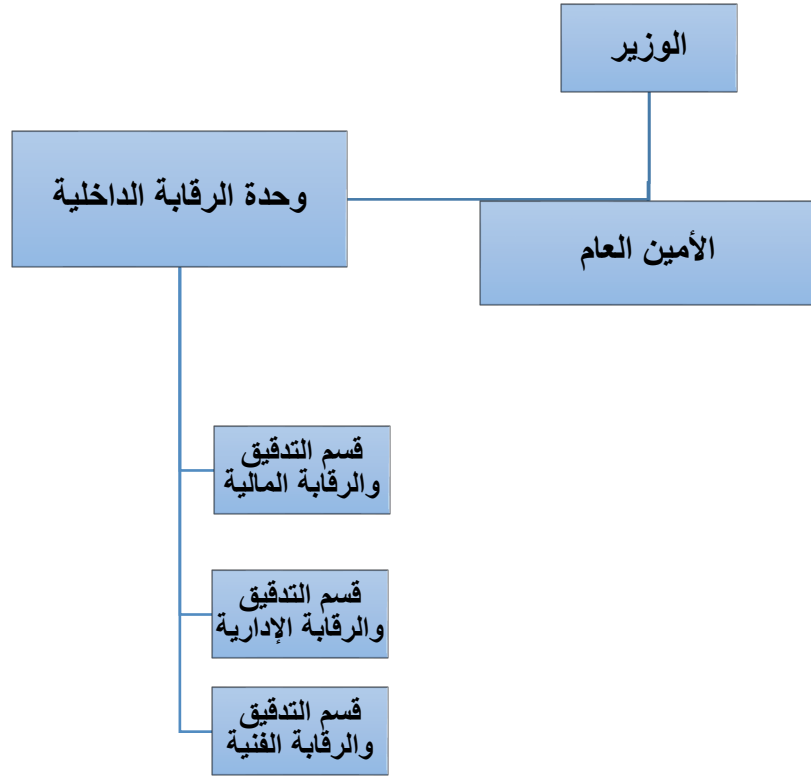 الوزير
وحدة الرقابة الداخلية
الأمين العام
قسم التدقيق
والرقابة المالية
قسم التدقيق
والرقابة الإدارية
قسم التدقيق
والرقابة الفنية